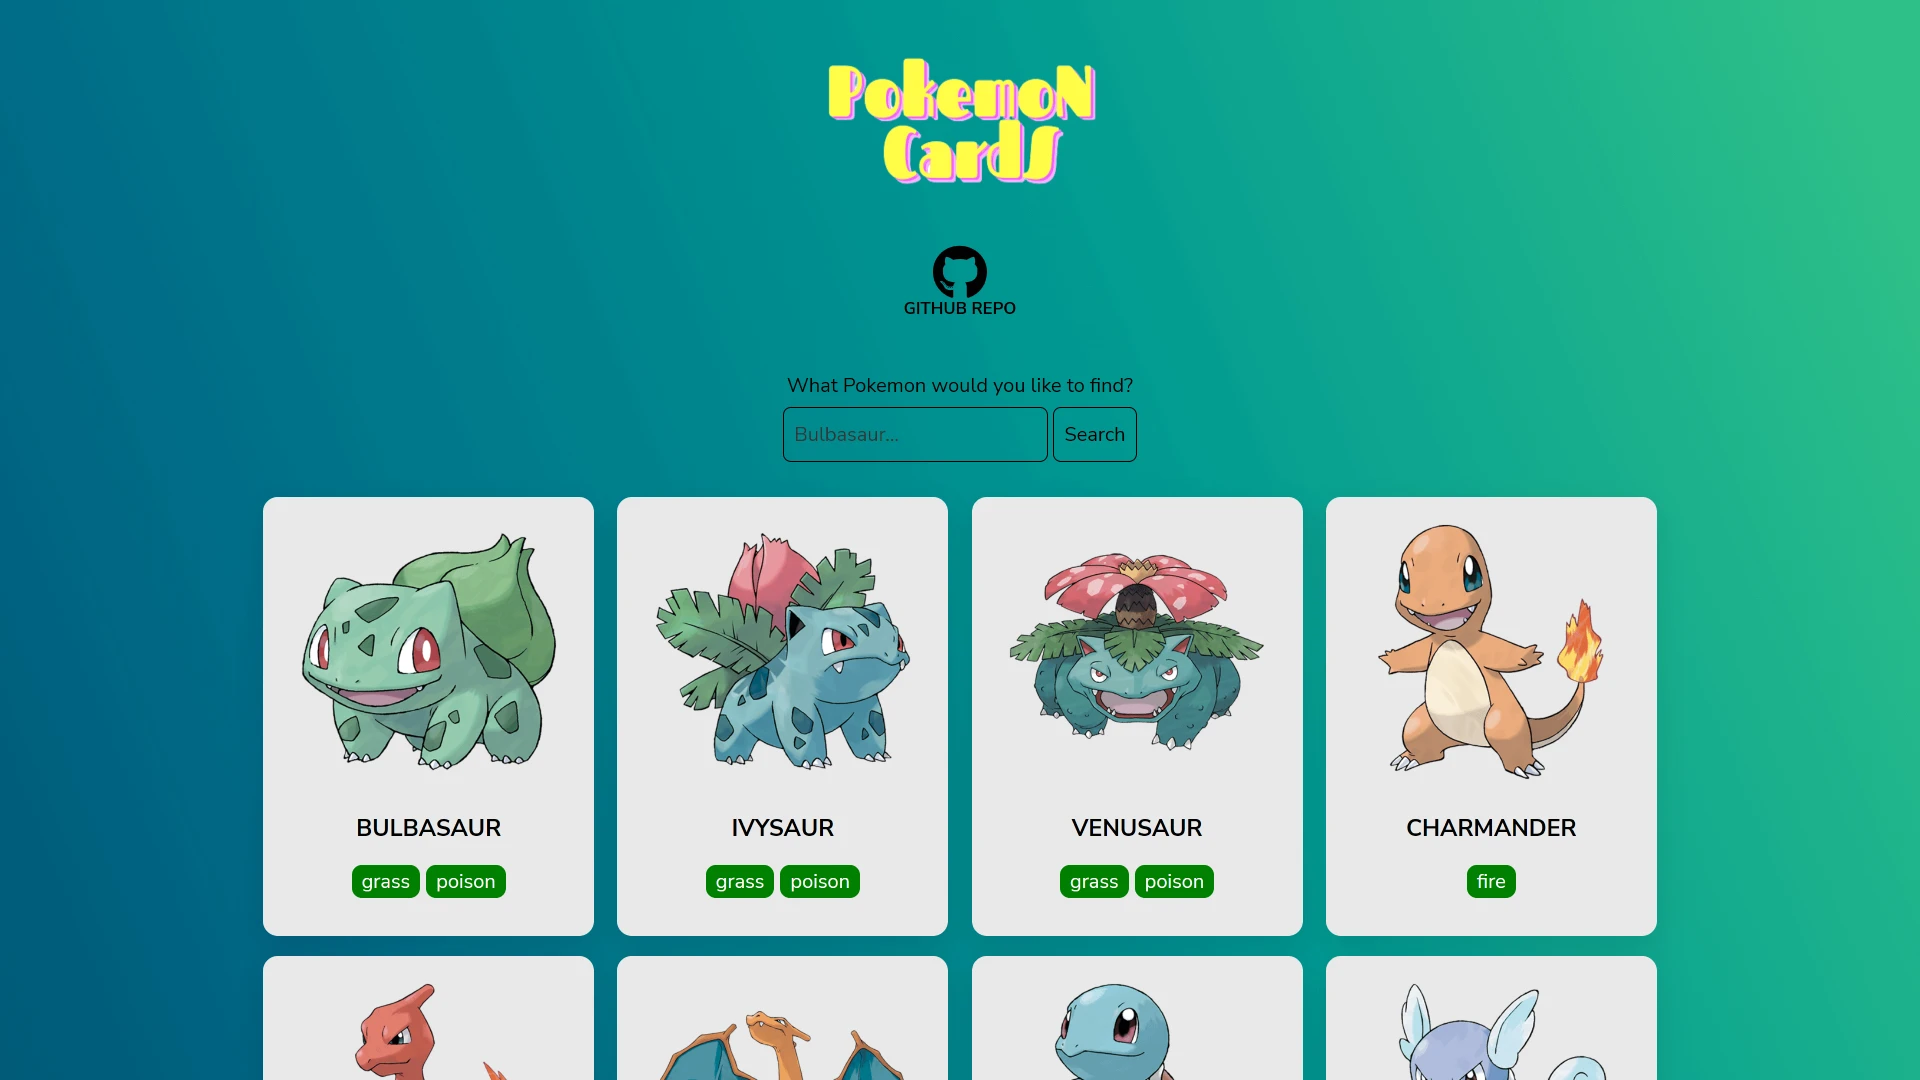 PokemoN
CardS
GITHUB REPO
What Pokemon would you like to find?
Bulbasaur...
Search
BULBASAUR
grass poison
IVYSAUR
grass poison
VENUSAUR
grass poison
CHARMANDER
fire